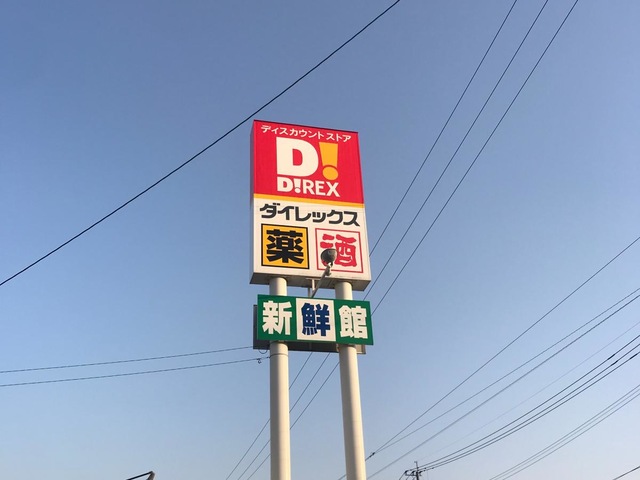 ディスカウントストア
D!
D!REX
ダイレックス
薬 酒
新鮮館